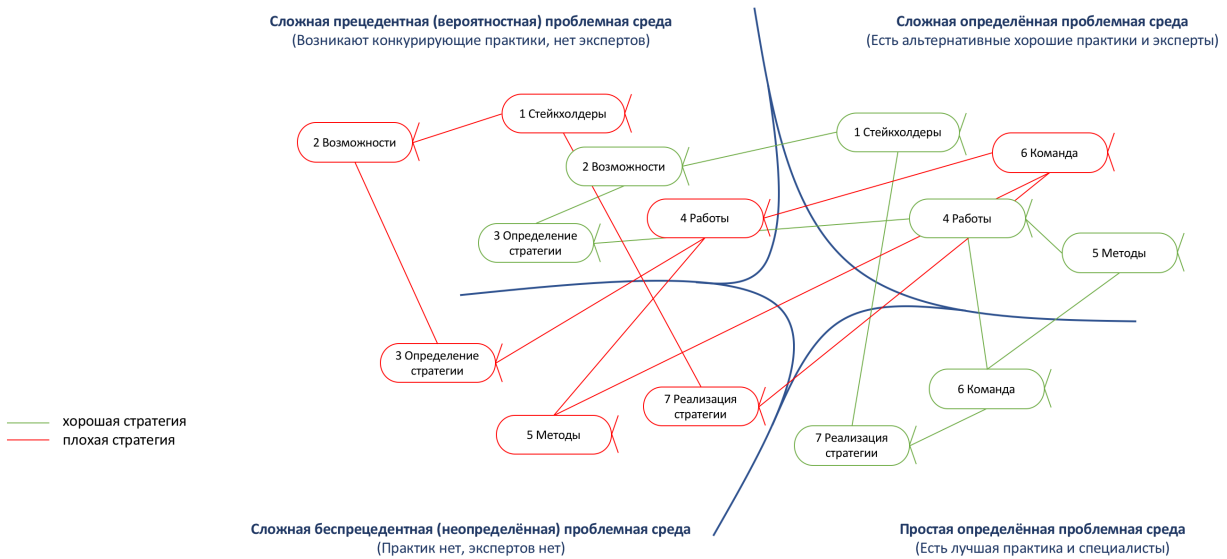 Сложная прецедентная (вероятностная) проблемная среда
(Возникают конкурирующие практики, нет экспертов)
Сложная определённая проблемная среда
(Есть альтернативные хорошие практики и эксперты)
1 Стейкхолдеры
2 Возможности
1 Стейкхолдеры
2 Возможности
6 Команда
4 Работы
4 Работы
3 Определение
стратегии
5 Методы
3 Определение
стратегии
6 Команда
7 Реализация
стратегии
5 Методы
7 Реализация
стратегии
хорошая стратегия
плохая стратегия
Сложная беспрецедентная (неопределённая) проблемная среда
(Практик нет, экспертов нет)
Простая определённая проблемная среда
(Есть лучшая практика и специалисты)